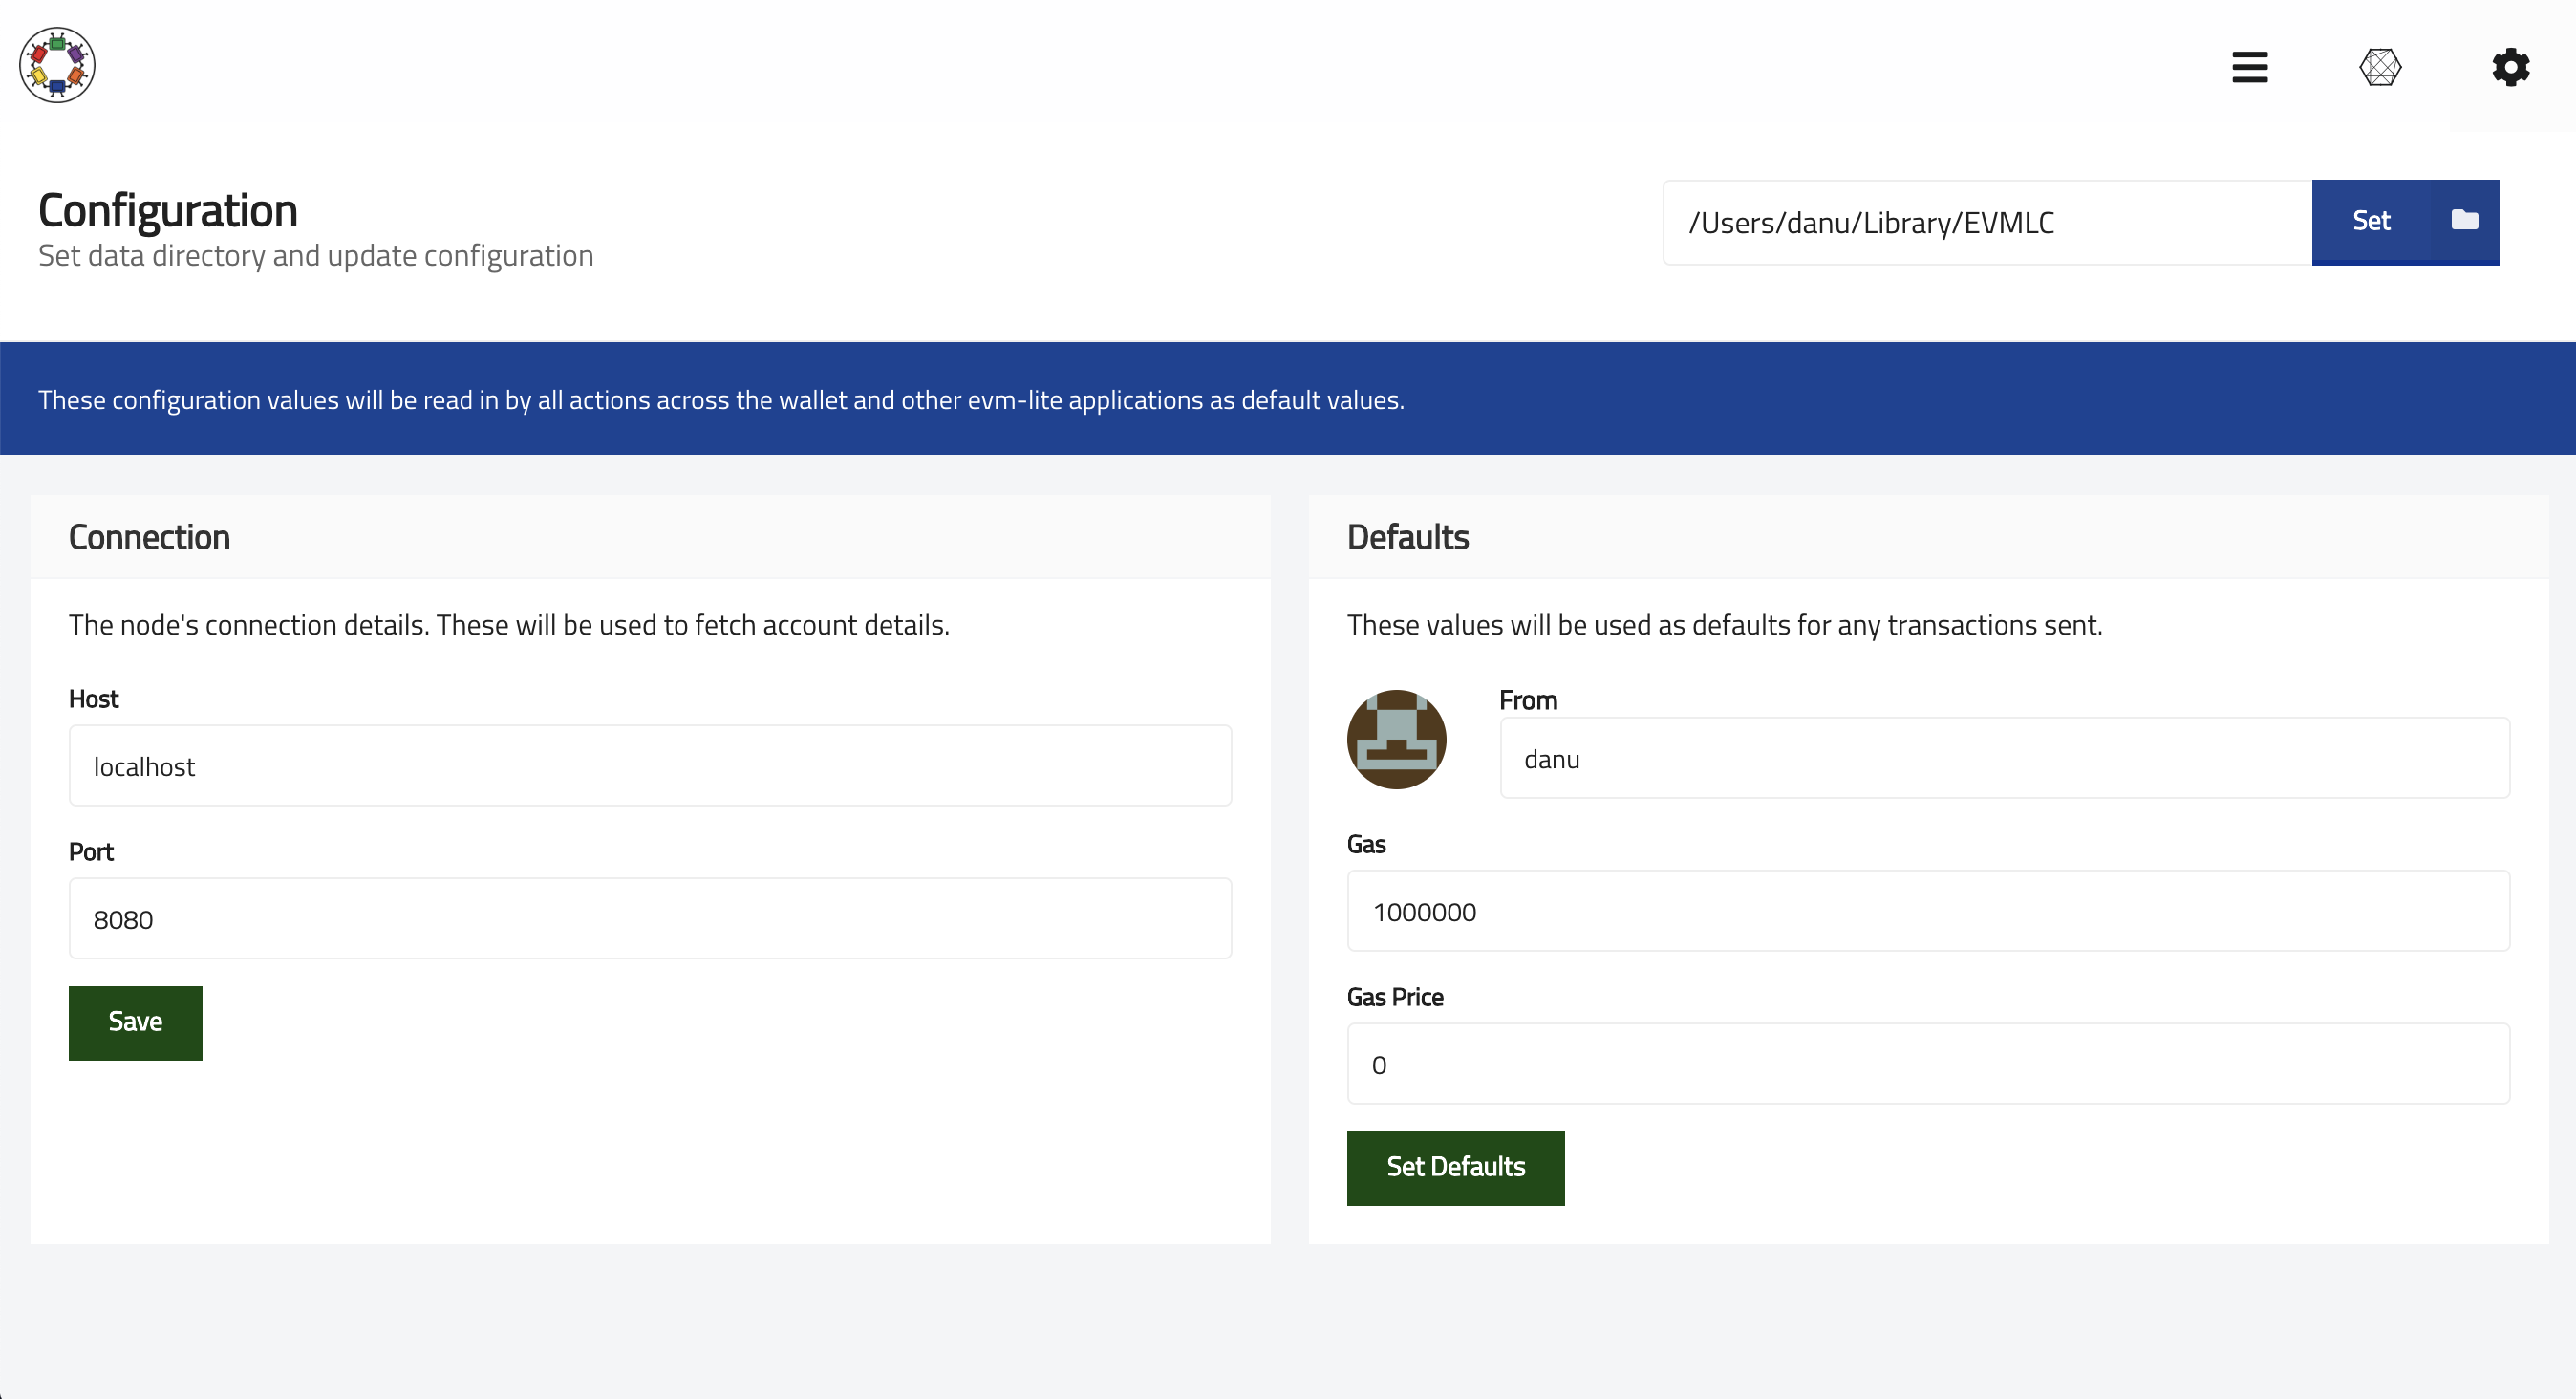 Configuration
Set data directory and update configuration
/Users/danu/Library/EVMLC
Set
These configuration values will be read in by all actions across the wallet and other evm-lite applications as default values.
Connection
The node's connection details. These will be used to fetch account details.
Host
localhost
Port
8080
Save
Defaults
These values will be used as defaults for any transactions sent.
From
danu
Gas
1000000
Gas Price
0
Set Defaults